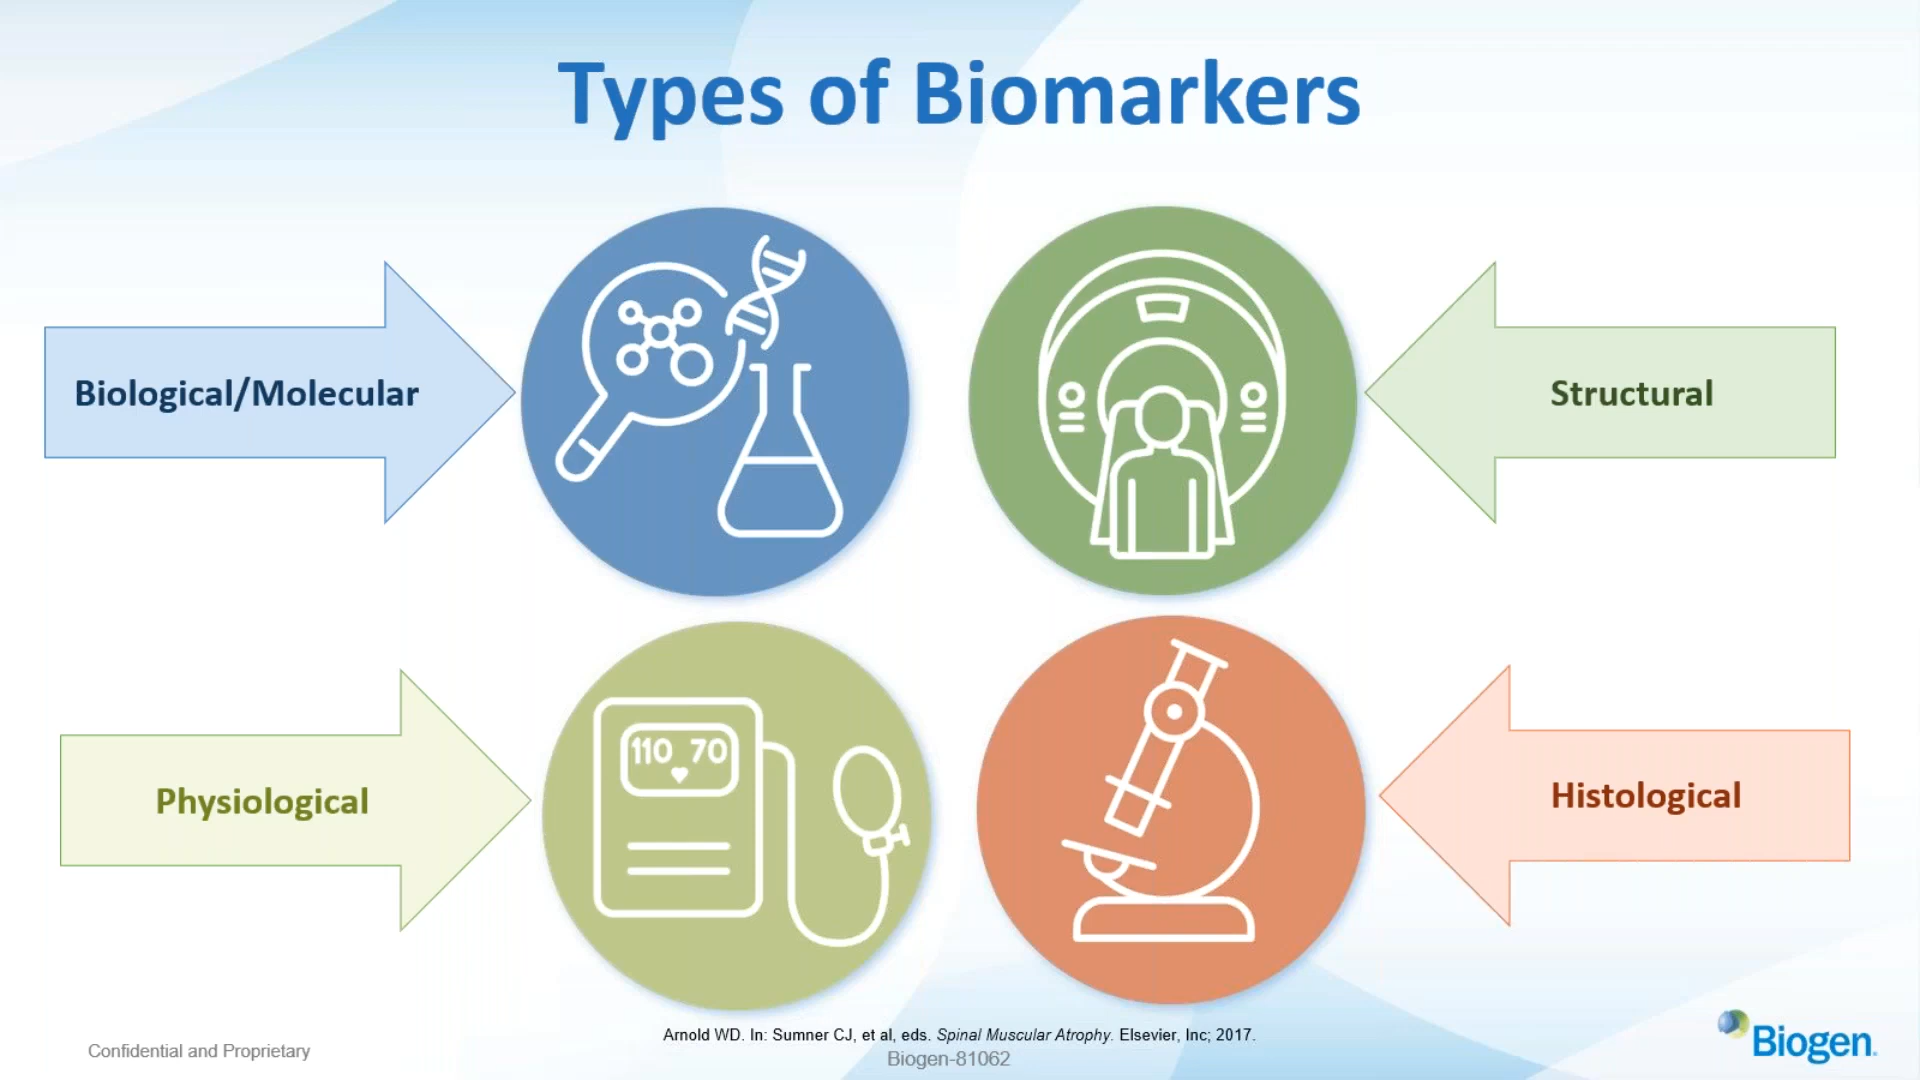 Types of Biomarkers
Biological/Molecular
Structural
110 70
Physiological
Histological
Arnold WD. In: Sumner CJ, et al, eds. Spinal Muscular Atrophy. Elsevier, Inc; 2017.
Confidential and Proprietary
Biogen-81062
Biogen.